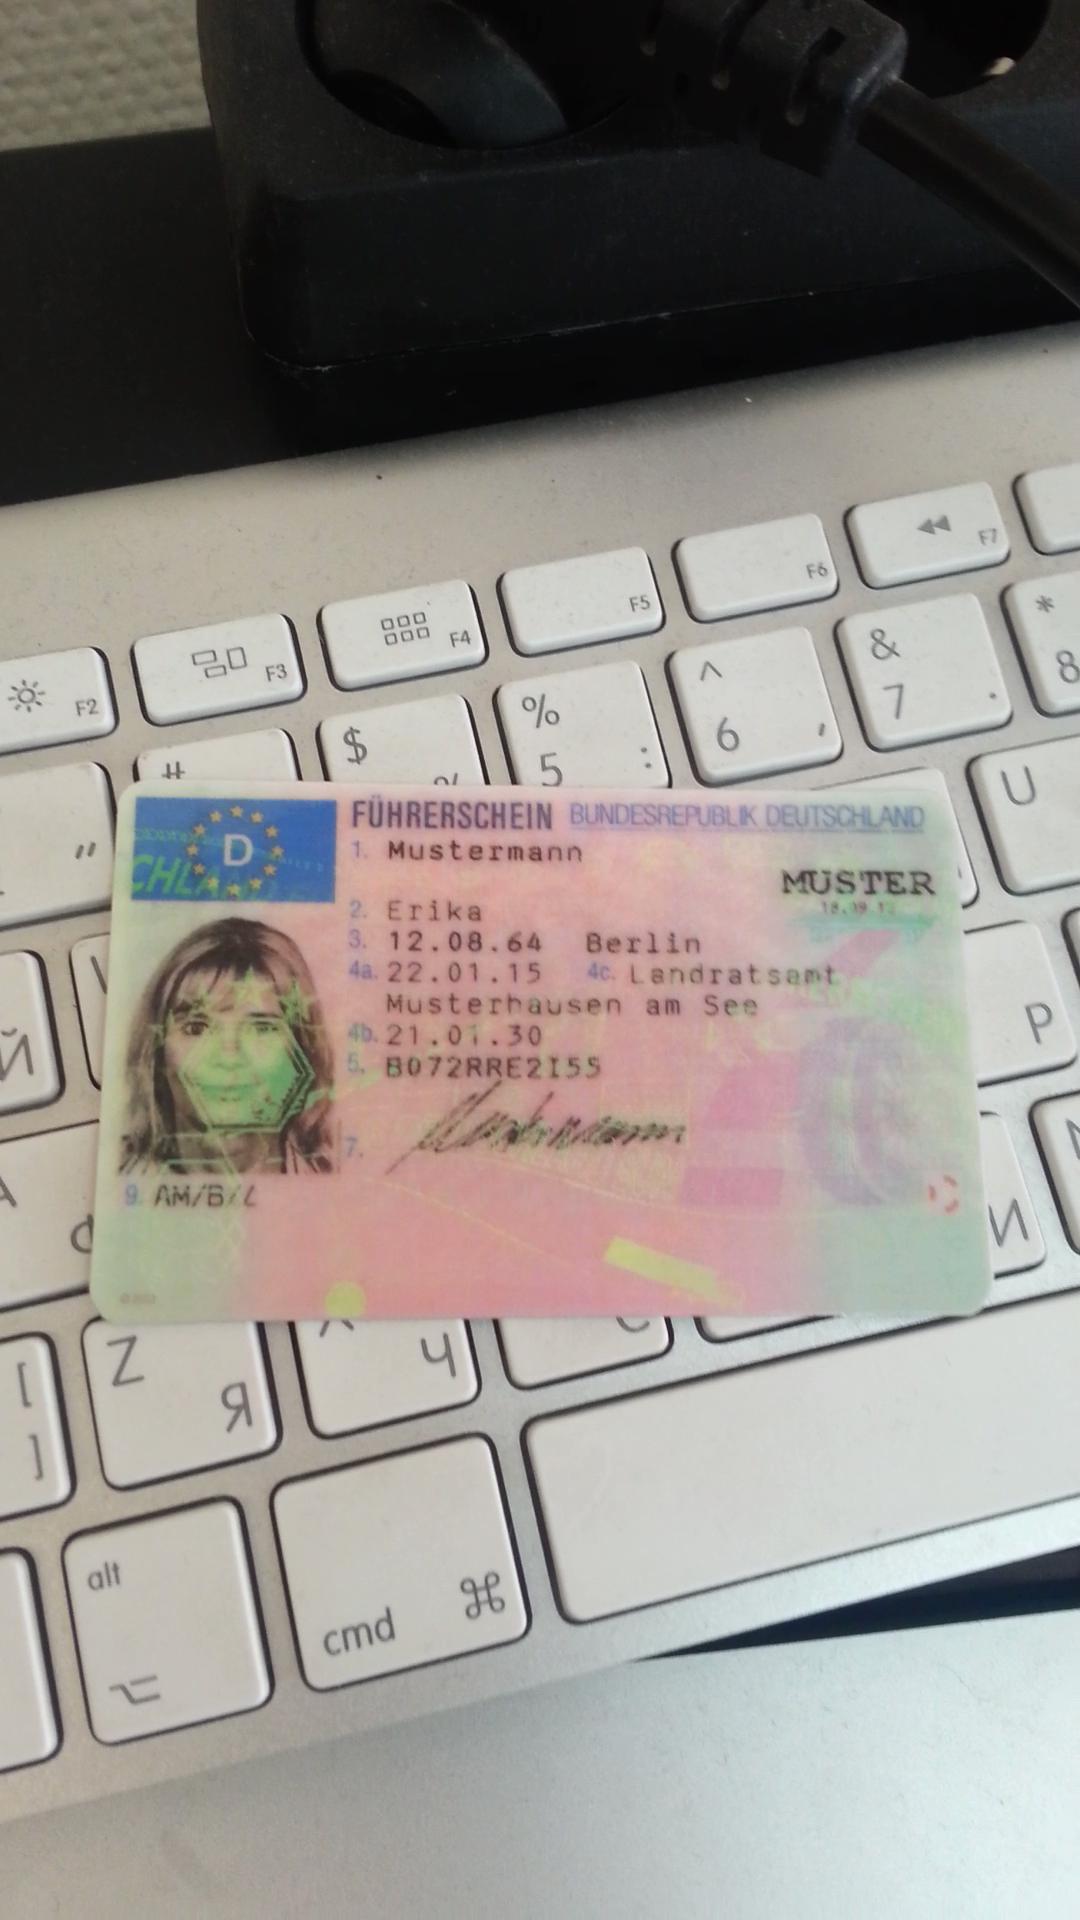 F7
F6
F5
F4
F3
F2
*
8
&
7
^
6 ,
%
5 :
$
%
#
"
U
FÜHRERSCHEIN BUNDESREPUBLIK DEUTSCHLAND
D
CHLAND
1. Mustermann
MUSTER
2. Erika
3. 12.08.64 Berlin
4a. 22.01.15 4c. Landratsamt
Musterhausen am See
4b. 21.01.30
5. B072RRE2I55
7. Mustermann
9. AM/B/L
Й
Р
А
Ф
И
[
]
Z
Я
Ч
alt
cmd ⌘